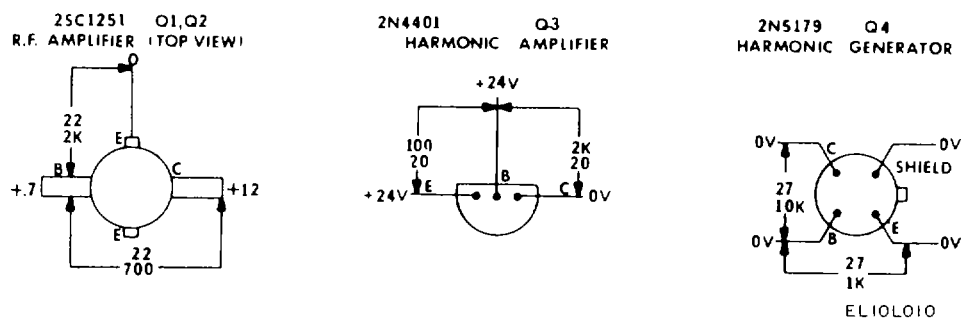 2SC1251 Q1,Q2
R.F. AMPLIFIER (TOP VIEW)
0
22
2K
E
B
C
+.7
+12
E
22
700
2N4401 Q3
HARMONIC AMPLIFIER
+24V
100
20
2K
20
B
+24V
E
C
0V
2N5179 Q4
HARMONIC GENERATOR
0V
C
0V
SHIELD
27
10K
0V
B
E
0V
27
1K
EL10L010